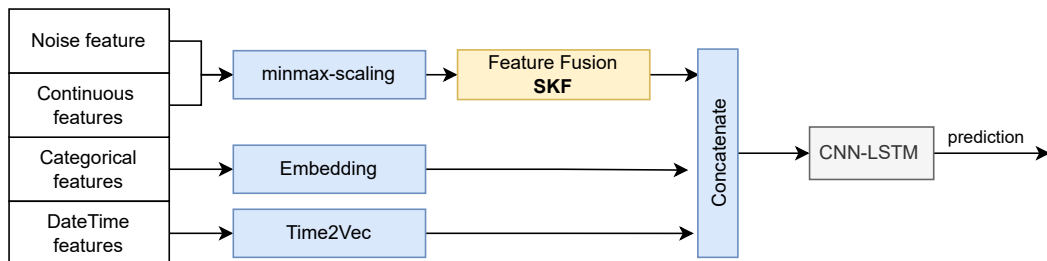 Noise feature
Continuous
features
Categorical
features
DateTime
features
minmax-scaling
Feature Fusion
SKF
Embedding
Time2Vec
Concatenate
CNN-LSTM
prediction